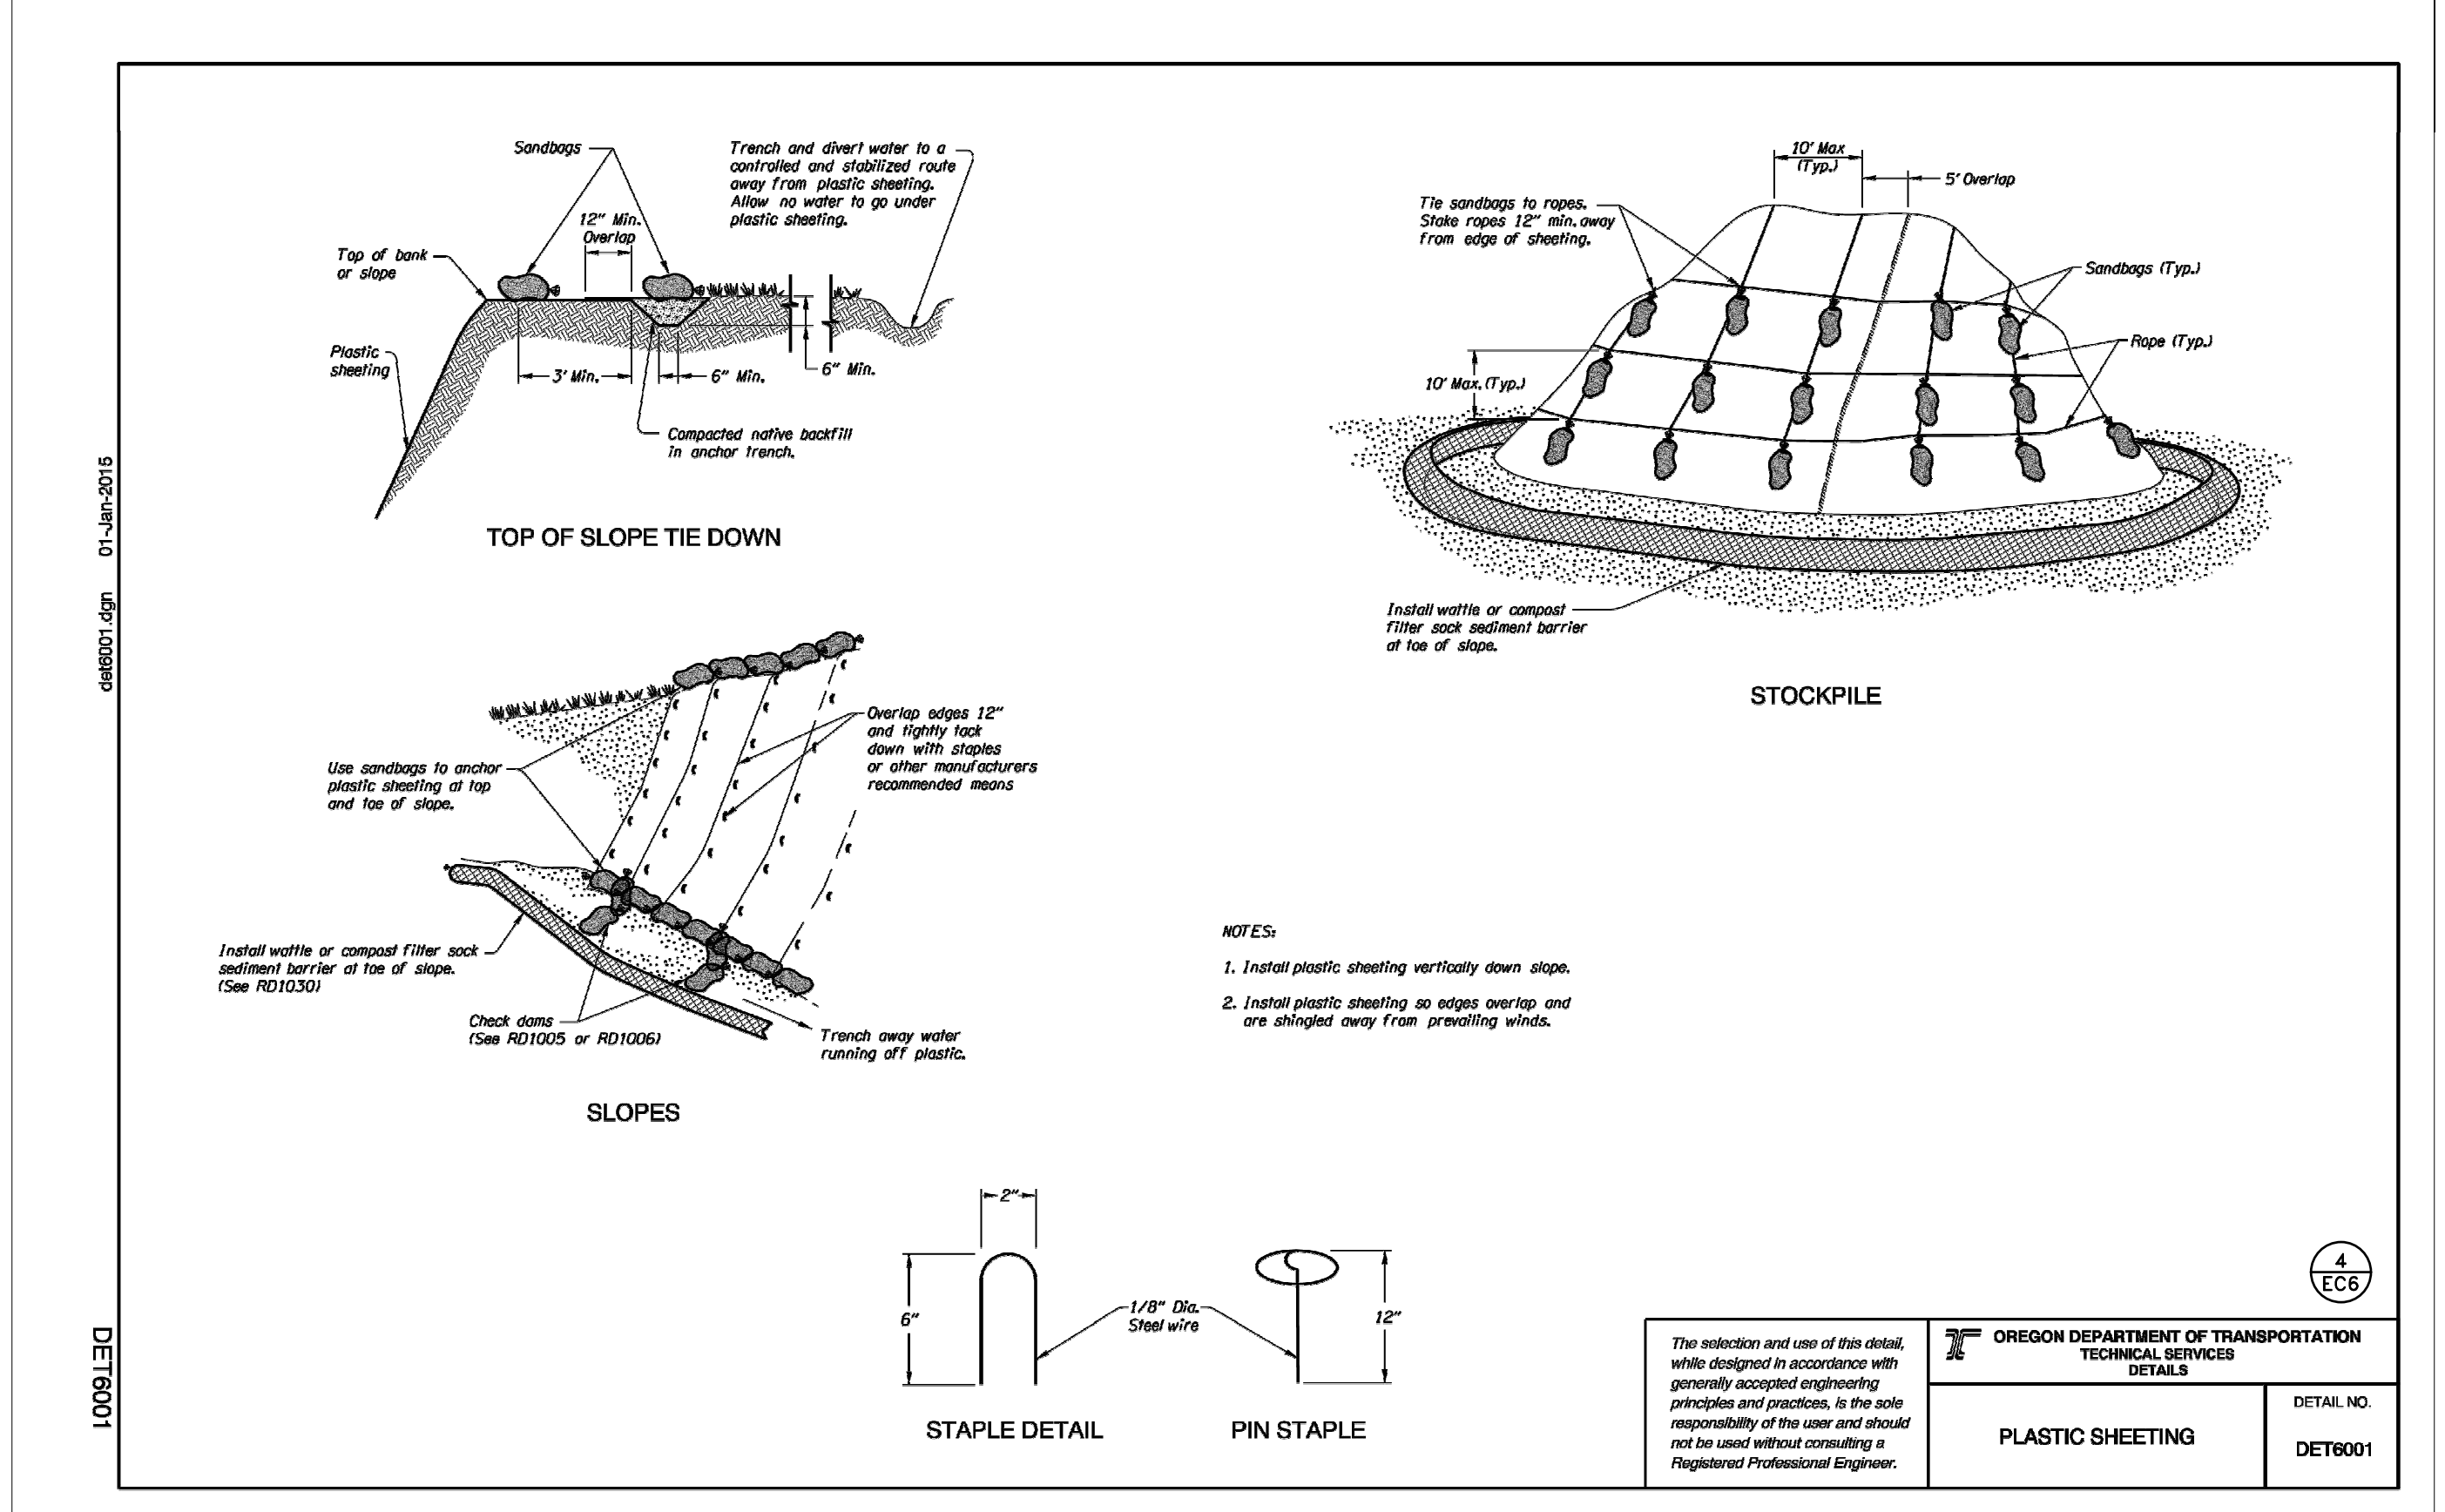 Sandbags
Trench and divert water to a
controlled and stabilized route
away from plastic sheeting.
Allow no water to go under
plastic sheeting.
12" Min.
Overlap
Top of bank
or slope
Plastic
sheeting
3' Min.
6" Min.
6" Min.
Compacted native backfill
in anchor trench.
TOP OF SLOPE TIE DOWN
10' Max
(Typ.)
5' Overlap
Tie sandbags to ropes.
Stake ropes 12" min. away
from edge of sheeting.
Sandbags (Typ.)
Rope (Typ.)
10' Max. (Typ.)
Install wattle or compost
filter sock sediment barrier
at toe of slope.
STOCKPILE
Overlap edges 12"
and tightly tack
down with staples
or other manufacturers
recommended means
Use sandbags to anchor
plastic sheeting at top
and toe of slope.
Install wattle or compost filter sock
sediment barrier at toe of slope.
(See RD1030)
Check dams
(See RD1005 or RD1006)
Trench away water
running off plastic.
SLOPES
NOTES:
1. Install plastic sheeting vertically down slope.
2. Install plastic sheeting so edges overlap and
are shingled away from prevailing winds.
2"
6"
1/8" Dia.
Steel wire
12"
STAPLE DETAIL
PIN STAPLE
4
EC6
The selection and use of this detail,
while designed in accordance with
generally accepted engineering
principles and practices, is the sole
responsibility of the user and should
not be used without consulting a
Registered Professional Engineer.
OREGON DEPARTMENT OF TRANSPORTATION
TECHNICAL SERVICES
DETAILS
PLASTIC SHEETING
DETAIL NO.
DET6001
det6001.dgn 01-Jan-2015
DET6001